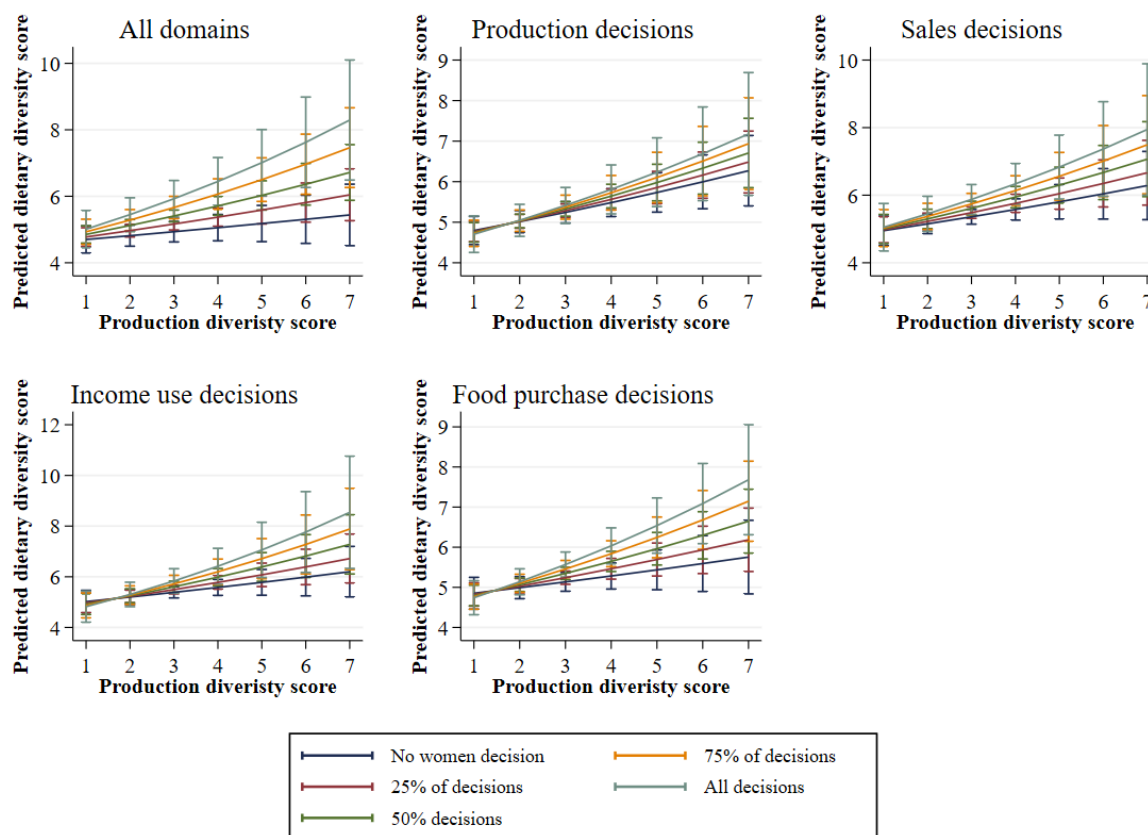 All domains
Predicted dietary diversity score
10
8
6
4
1 2 3 4 5 6 7
Production diveristy score
Production decisions
Predicted dietary diversity score
9
8
7
6
5
4
1 2 3 4 5 6 7
Production diveristy score
Sales decisions
Predicted dietary diversity score
10
8
6
4
1 2 3 4 5 6 7
Production diveristy score
Income use decisions
Predicted dietary diversity score
12
10
8
6
4
1 2 3 4 5 6 7
Production diveristy score
Food purchase decisions
Predicted dietary diversity score
9
8
7
6
5
4
1 2 3 4 5 6 7
Production diveristy score
No women decision
75% of decisions
25% of decisions
All decisions
50% decisions